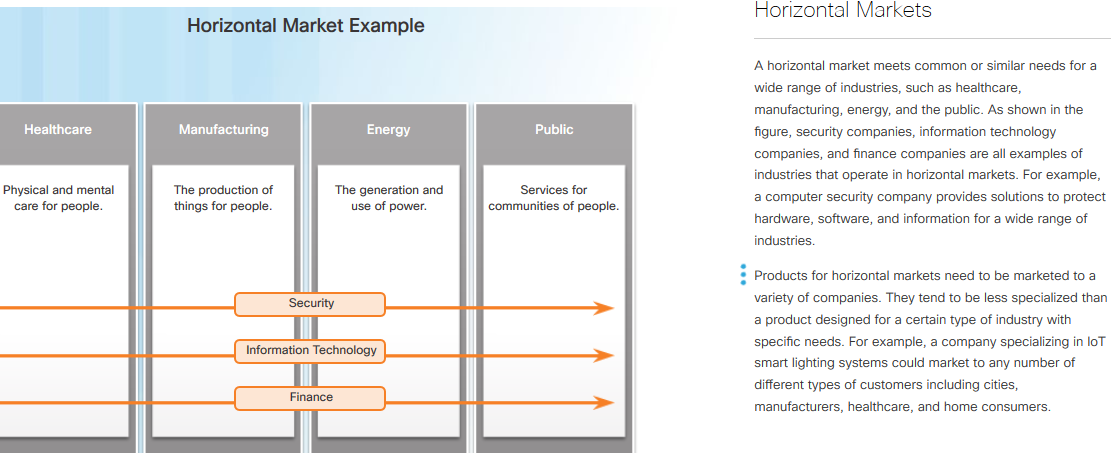 Horizontal Market Example
Healthcare
Manufacturing
Energy
Public
Physical and mental
care for people.
The production of
things for people.
The generation and
use of power.
Services for
communities of people.
Security
Information Technology
Finance
Horizontal Markets
A horizontal market meets common or similar needs for a
wide range of industries, such as healthcare,
manufacturing, energy, and the public. As shown in the
figure, security companies, information technology
companies, and finance companies are all examples of
industries that operate in horizontal markets. For example,
a computer security company provides solutions to protect
hardware, software, and information for a wide range of
industries.
Products for horizontal markets need to be marketed to a
variety of companies. They tend to be less specialized than
a product designed for a certain type of industry with
specific needs. For example, a company specializing in IoT
smart lighting systems could market to any number of
different types of customers including cities,
manufacturers, healthcare, and home consumers.